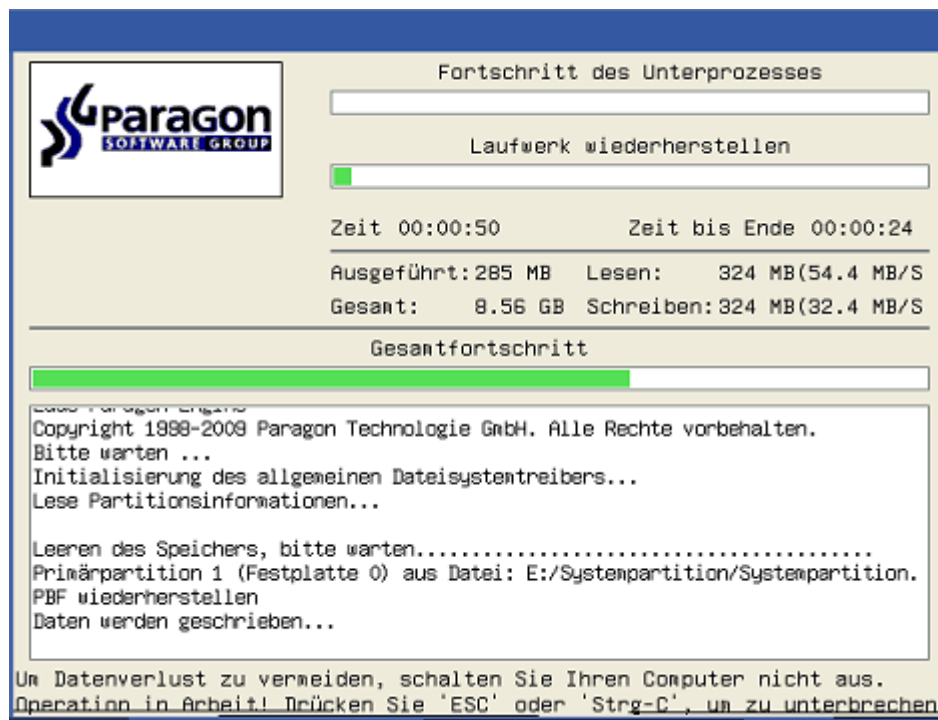 Paragon
SOFTWARE GROUP
Fortschritt des Unterprozesses
Laufwerk wiederherstellen
Zeit 00:00:50 Zeit bis Ende 00:00:24
Ausgeführt: 285 MB Lesen: 324 MB(54.4 MB/S
Gesamt: 8.56 GB Schreiben: 324 MB(32.4 MB/S
Gesamtfortschritt
Paragon Engine
Copyright 1998-2009 Paragon Technologie GmbH. Alle Rechte vorbehalten.
Bitte warten ...
Initialisierung des allgemeinen Dateisystemtreibers...
Lese Partitionsinformationen...
Leeren des Speichers, bitte warten......................................
Primärpartition 1 (Festplatte 0) aus Datei: E:/Systempartition/Systempartition.
PBF wiederherstellen
Daten werden geschrieben...
Um Datenverlust zu vermeiden, schalten Sie Ihren Computer nicht aus.
Operation in Arbeit! Drücken Sie 'ESC' oder 'Strg-C', um zu unterbrechen